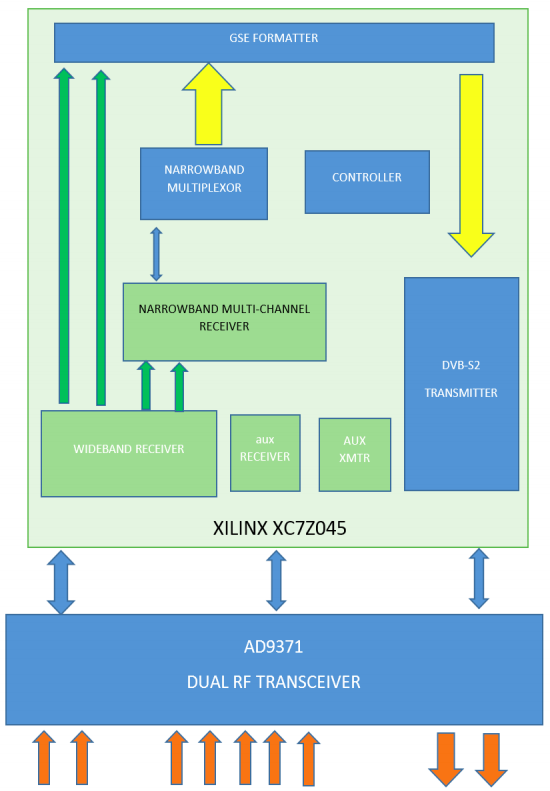 GSE FORMATTER
NARROWBAND
MULTIPLEXOR
CONTROLLER
NARROWBAND MULTI-CHANNEL
RECEIVER
DVB-S2
TRANSMITTER
WIDEBAND RECEIVER
aux
RECEIVER
AUX
XMTR
XILINX XC7Z045
AD9371
DUAL RF TRANSCEIVER